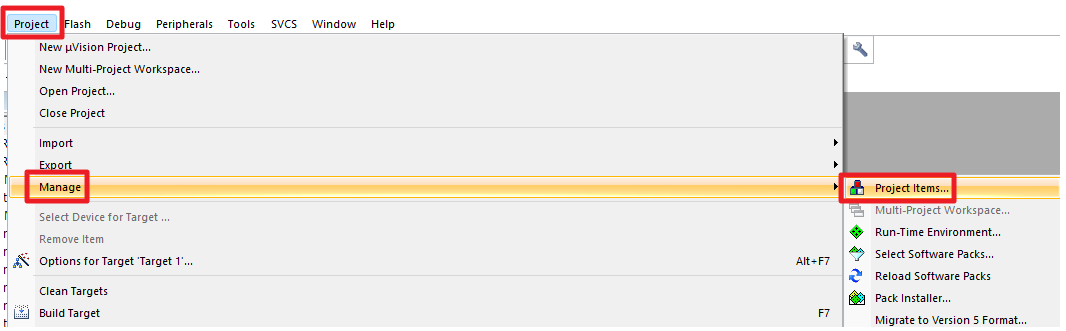 Project Flash Debug Peripherals Tools SVCS Window Help
New µVision Project...
New Multi-Project Workspace...
Open Project...
Close Project
Import
Export
Manage
Project Items...
Select Device for Target ...
Multi-Project Workspace...
Remove Item
Run-Time Environment...
Options for Target 'Target 1'... Alt+F7
Select Software Packs...
Reload Software Packs
Clean Targets
Pack Installer...
Build Target F7
Migrate to Version 5 Format...